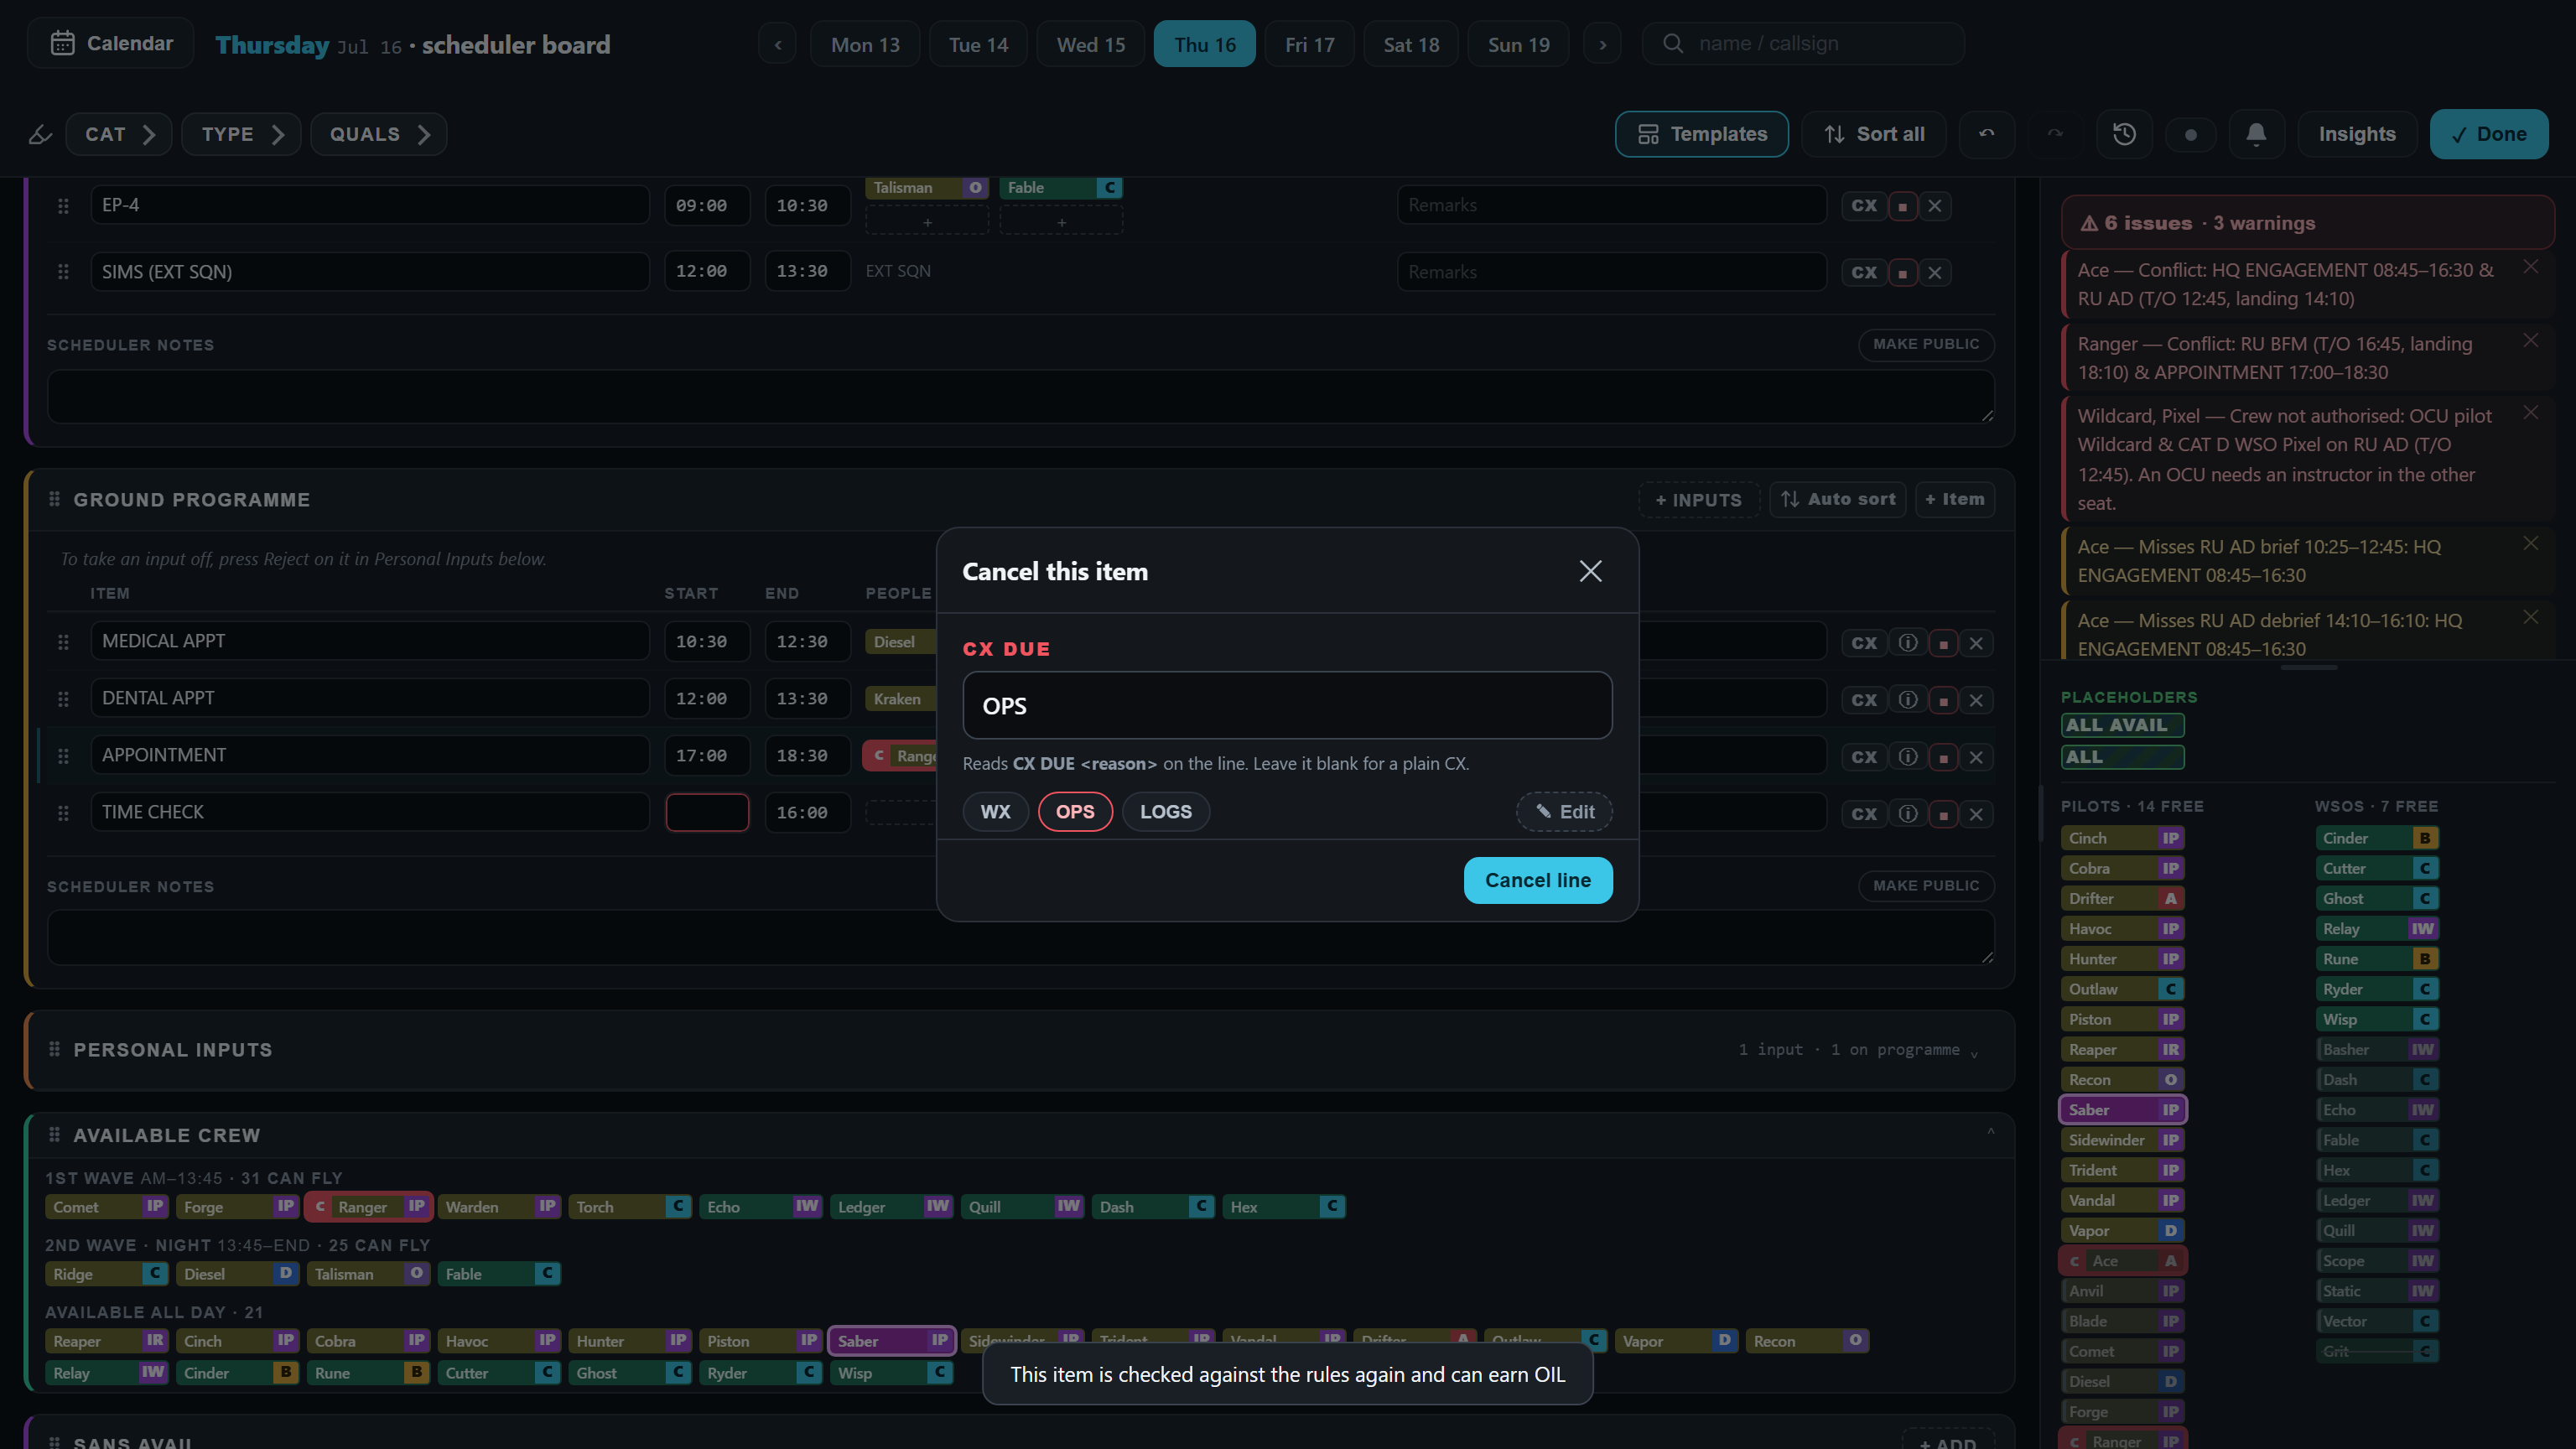 Calendar
Thursday Jul 16 • scheduler board
Mon 13
Tue 14
Wed 15
Thu 16
Fri 17
Sat 18
Sun 19
name / callsign
CAT
TYPE
QUALS
Templates
Sort all
Insights
✓ Done
EP-4
09:00
10:30
Talisman O
Fable C
+
+
Remarks
CX
SIMS (EXT SQN)
12:00
13:30
EXT SQN
Remarks
CX
SCHEDULER NOTES
MAKE PUBLIC
GROUND PROGRAMME
+ INPUTS
Auto sort
+ Item
To take an input off, press Reject on it in Personal Inputs below.
ITEM
START
END
PEOPLE
MEDICAL APPT
10:30
12:30
Diesel
CX
DENTAL APPT
12:00
13:30
Kraken
CX
APPOINTMENT
17:00
18:30
C Range
CX
TIME CHECK
16:00
CX
SCHEDULER NOTES
MAKE PUBLIC
Cancel this item
CX DUE
OPS
Reads CX DUE <reason> on the line. Leave it blank for a plain CX.
WX
OPS
LOGS
Edit
Cancel line
PERSONAL INPUTS
1 input · 1 on programme
AVAILABLE CREW
1ST WAVE AM–13:45 · 31 CAN FLY
Comet IP
Forge IP
C Ranger IP
Warden IP
Torch C
Echo IW
Ledger IW
Quill IW
Dash C
Hex C
2ND WAVE · NIGHT 13:45–END · 25 CAN FLY
Ridge C
Diesel D
Talisman O
Fable C
AVAILABLE ALL DAY · 21
Reaper IR
Cinch IP
Cobra IP
Havoc IP
Hunter IP
Piston IP
Saber IP
Sidewinder IP
Trident IP
Vandal IP
Drifter A
Outlaw C
Vapor D
Recon O
Relay IW
Cinder B
Rune B
Cutter C
Ghost C
Ryder C
Wisp C
This item is checked against the rules again and can earn OIL
SANS AVAIL
+ ADD
6 issues · 3 warnings
Ace — Conflict: HQ ENGAGEMENT 08:45–16:30 &
RU AD (T/O 12:45, landing 14:10)
Ranger — Conflict: RU BFM (T/O 16:45, landing
18:10) & APPOINTMENT 17:00–18:30
Wildcard, Pixel — Crew not authorised: OCU pilot
Wildcard & CAT D WSO Pixel on RU AD (T/O
12:45). An OCU needs an instructor in the other
seat.
Ace — Misses RU AD brief 10:25–12:45: HQ
ENGAGEMENT 08:45–16:30
Ace — Misses RU AD debrief 14:10–16:10: HQ
ENGAGEMENT 08:45–16:30
PLACEHOLDERS
ALL AVAIL
ALL
PILOTS · 14 FREE
Cinch IP
Cobra IP
Drifter A
Havoc IP
Hunter IP
Outlaw C
Piston IP
Reaper IR
Recon O
Saber IP
Sidewinder IP
Trident IP
Vandal IP
Vapor D
C Ace A
Anvil IP
Blade IP
Comet IP
Diesel D
Forge IP
C Ranger IP
WSOS · 7 FREE
Cinder B
Cutter C
Ghost C
Relay IW
Rune B
Ryder C
Wisp C
Basher IW
Dash C
Echo IW
Fable C
Hex C
Ledger IW
Quill IW
Scope IW
Static IW
Vector C
Grit C